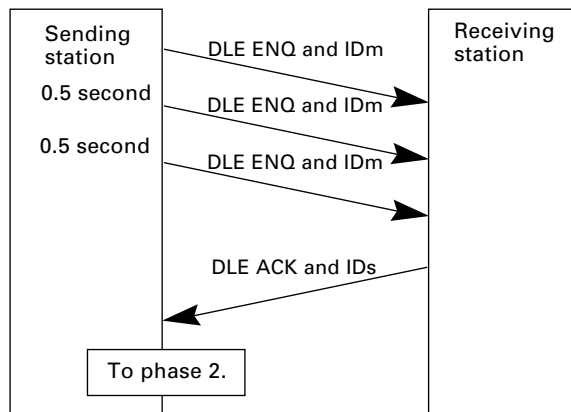 Sending
station
Receiving
station
DLE ENQ and IDm
0.5 second
DLE ENQ and IDm
0.5 second
DLE ENQ and IDm
DLE ACK and IDs
To phase 2.